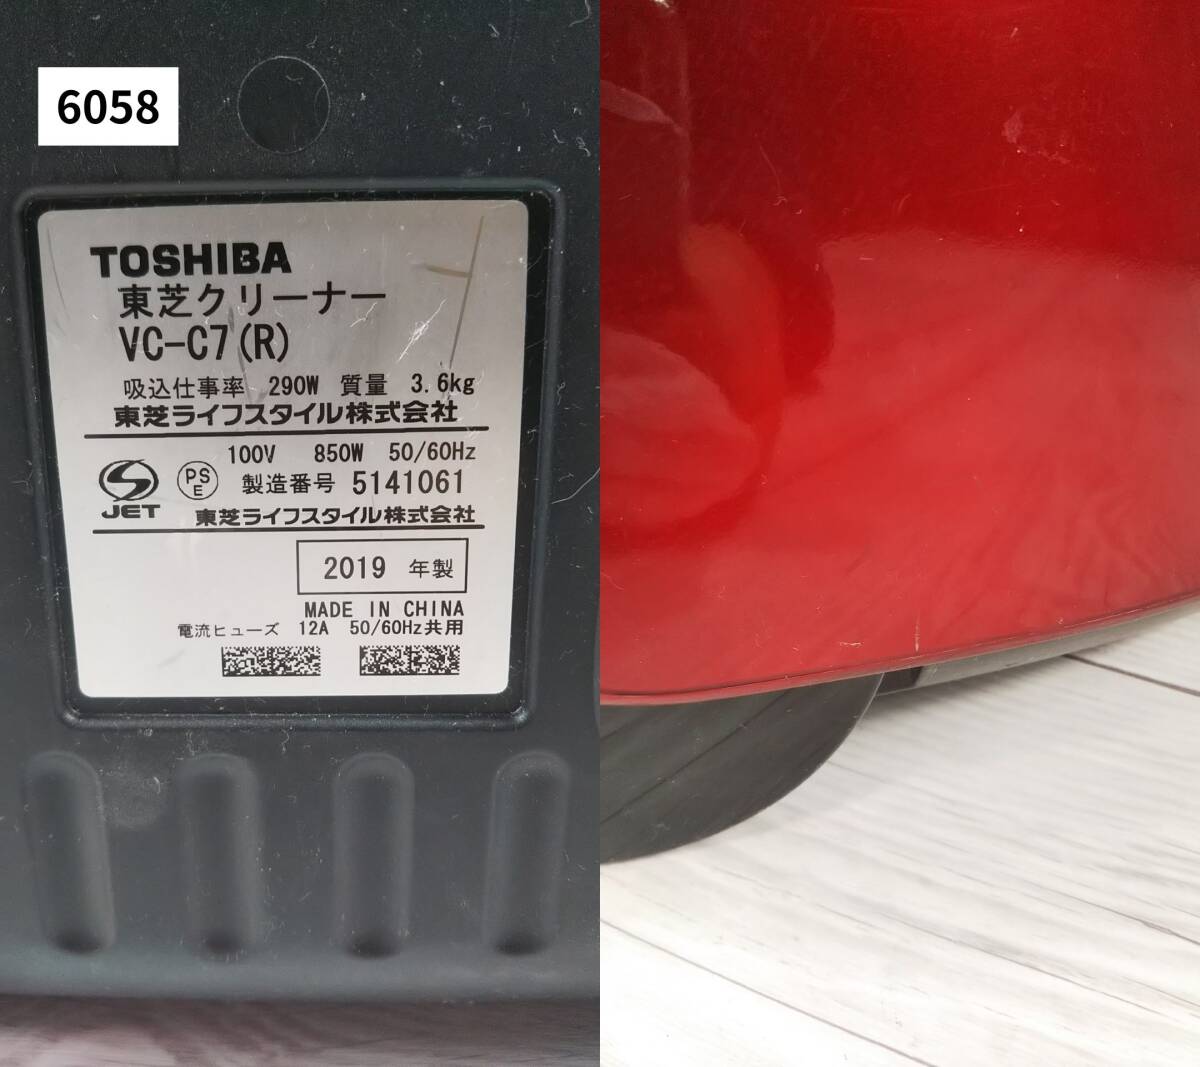 6058
TOSHIBA
東芝クリーナー
VC-C7(R)
吸込仕事率 290W 質量 3.6kg
東芝ライフスタイル株式会社
100V 850W 50/60Hz
PS
E
製造番号 5141061
JET
東芝ライフスタイル株式会社
2019 年製
MADE IN CHINA
電流ヒューズ 12A 50/60Hz共用